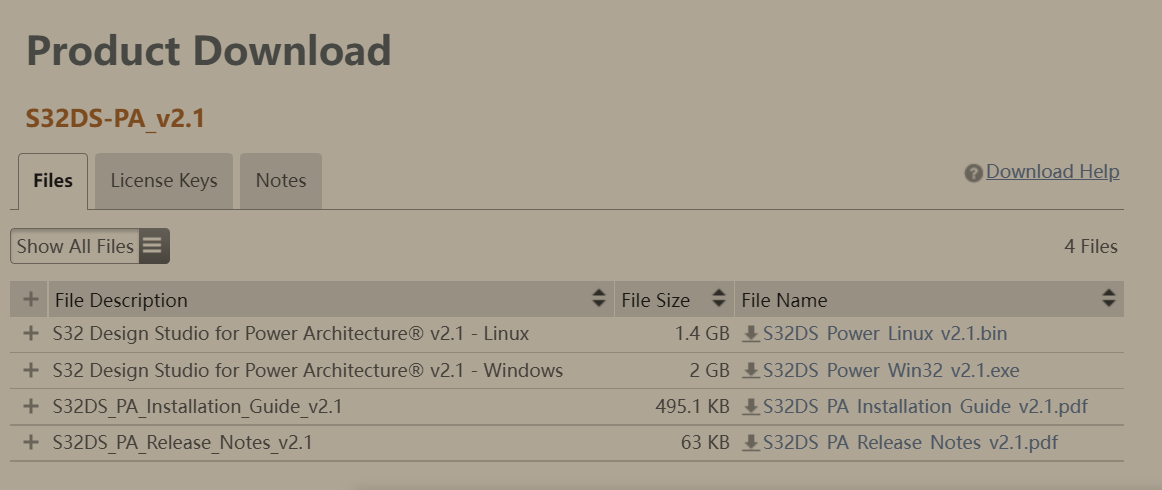 Product Download
S32DS-PA_v2.1
Files License Keys Notes
Download Help
Show All Files 4 Files
File Description File Size File Name
S32 Design Studio for Power Architecture® v2.1 - Linux 1.4 GB S32DS Power Linux v2.1.bin
S32 Design Studio for Power Architecture® v2.1 - Windows 2 GB S32DS Power Win32 v2.1.exe
S32DS_PA_Installation_Guide_v2.1 495.1 KB S32DS PA Installation Guide v2.1.pdf
S32DS_PA_Release_Notes_v2.1 63 KB S32DS PA Release Notes v2.1.pdf